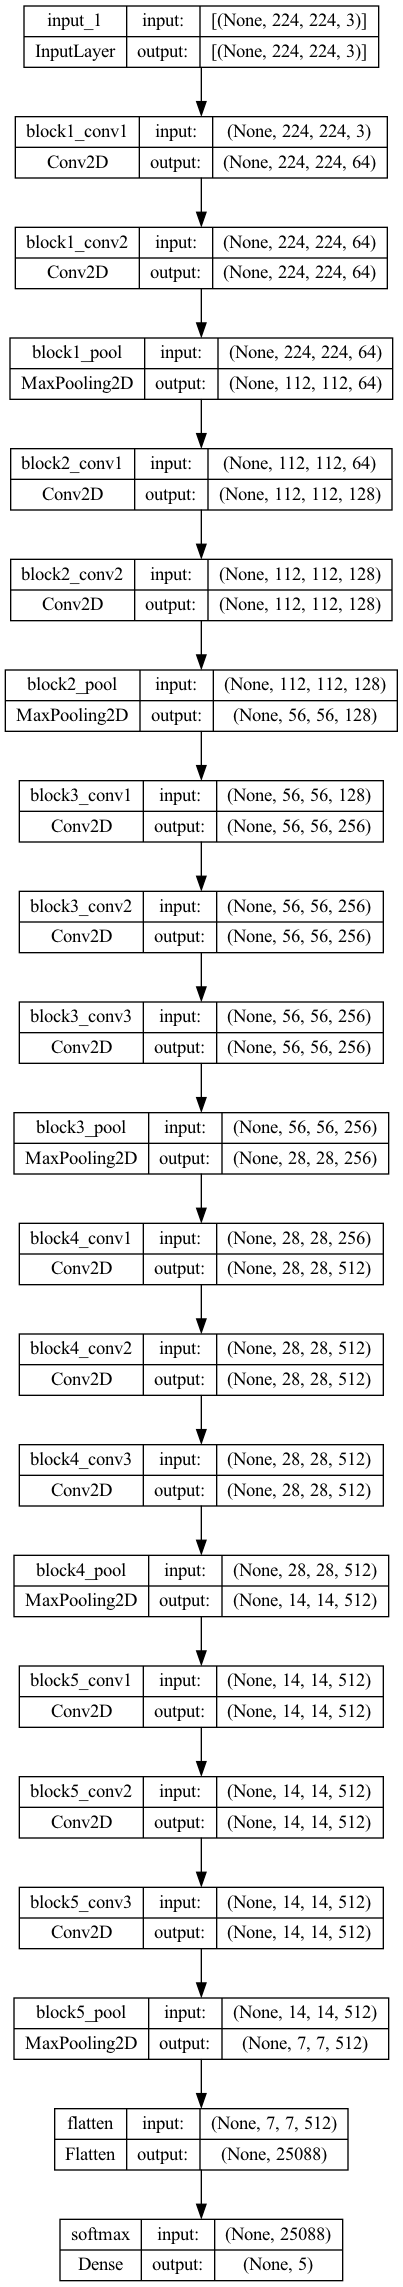 input_1 input: [(None, 224, 224, 3)]
InputLayer output: [(None, 224, 224, 3)]
block1_conv1 input: (None, 224, 224, 3)
Conv2D output: (None, 224, 224, 64)
block1_conv2 input: (None, 224, 224, 64)
Conv2D output: (None, 224, 224, 64)
block1_pool input: (None, 224, 224, 64)
MaxPooling2D output: (None, 112, 112, 64)
block2_conv1 input: (None, 112, 112, 64)
Conv2D output: (None, 112, 112, 128)
block2_conv2 input: (None, 112, 112, 128)
Conv2D output: (None, 112, 112, 128)
block2_pool input: (None, 112, 112, 128)
MaxPooling2D output: (None, 56, 56, 128)
block3_conv1 input: (None, 56, 56, 128)
Conv2D output: (None, 56, 56, 256)
block3_conv2 input: (None, 56, 56, 256)
Conv2D output: (None, 56, 56, 256)
block3_conv3 input: (None, 56, 56, 256)
Conv2D output: (None, 56, 56, 256)
block3_pool input: (None, 56, 56, 256)
MaxPooling2D output: (None, 28, 28, 256)
block4_conv1 input: (None, 28, 28, 256)
Conv2D output: (None, 28, 28, 512)
block4_conv2 input: (None, 28, 28, 512)
Conv2D output: (None, 28, 28, 512)
block4_conv3 input: (None, 28, 28, 512)
Conv2D output: (None, 28, 28, 512)
block4_pool input: (None, 28, 28, 512)
MaxPooling2D output: (None, 14, 14, 512)
block5_conv1 input: (None, 14, 14, 512)
Conv2D output: (None, 14, 14, 512)
block5_conv2 input: (None, 14, 14, 512)
Conv2D output: (None, 14, 14, 512)
block5_conv3 input: (None, 14, 14, 512)
Conv2D output: (None, 14, 14, 512)
block5_pool input: (None, 14, 14, 512)
MaxPooling2D output: (None, 7, 7, 512)
flatten input: (None, 7, 7, 512)
Flatten output: (None, 25088)
softmax input: (None, 25088)
Dense output: (None, 5)